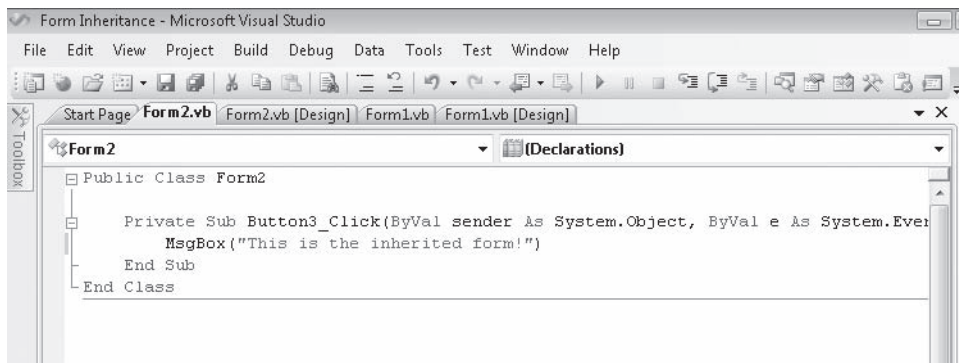 Form Inheritance - Microsoft Visual Studio
File Edit View Project Build Debug Data Tools Test Window Help
Start Page Form2.vb Form2.vb [Design] Form1.vb Form1.vb [Design]
Toolbox
Form2 (Declarations)
Public Class Form2
Private Sub Button3_Click(ByVal sender As System.Object, ByVal e As System.Even
MsgBox("This is the inherited form!")
End Sub
End Class